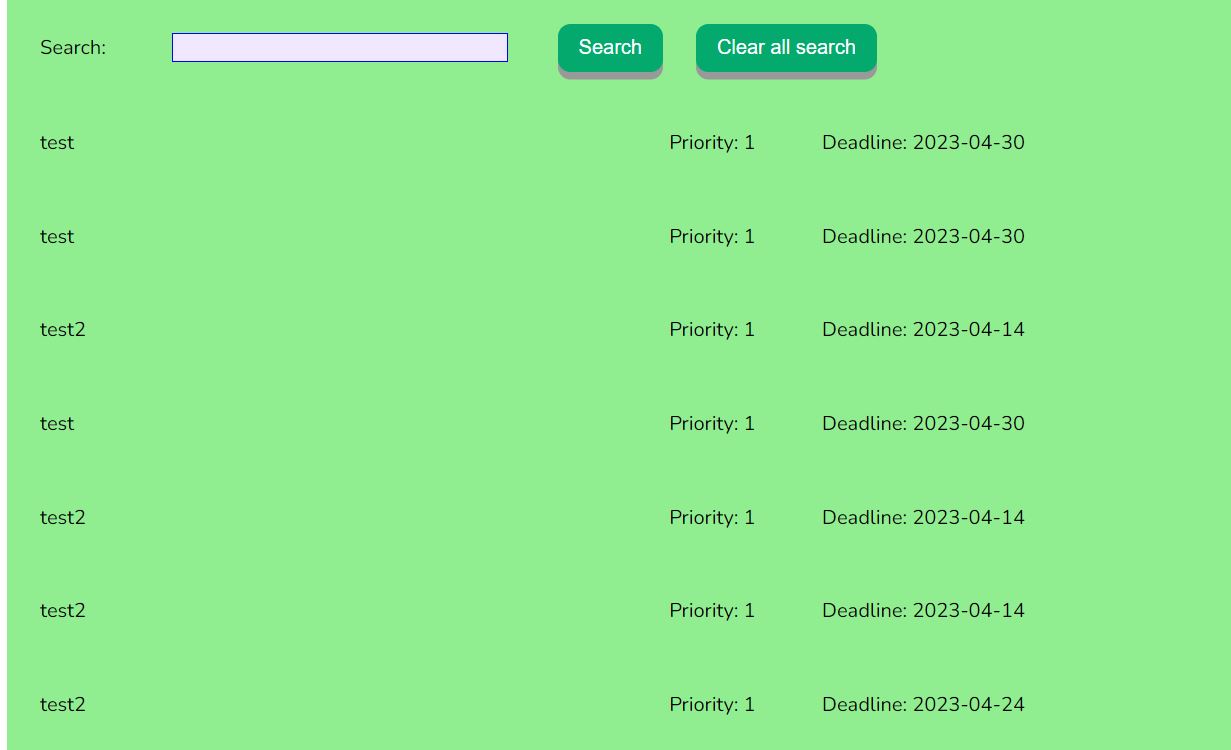 Search: Search Clear all search
test Priority: 1 Deadline: 2023-04-30
test Priority: 1 Deadline: 2023-04-30
test2 Priority: 1 Deadline: 2023-04-14
test Priority: 1 Deadline: 2023-04-30
test2 Priority: 1 Deadline: 2023-04-14
test2 Priority: 1 Deadline: 2023-04-14
test2 Priority: 1 Deadline: 2023-04-24